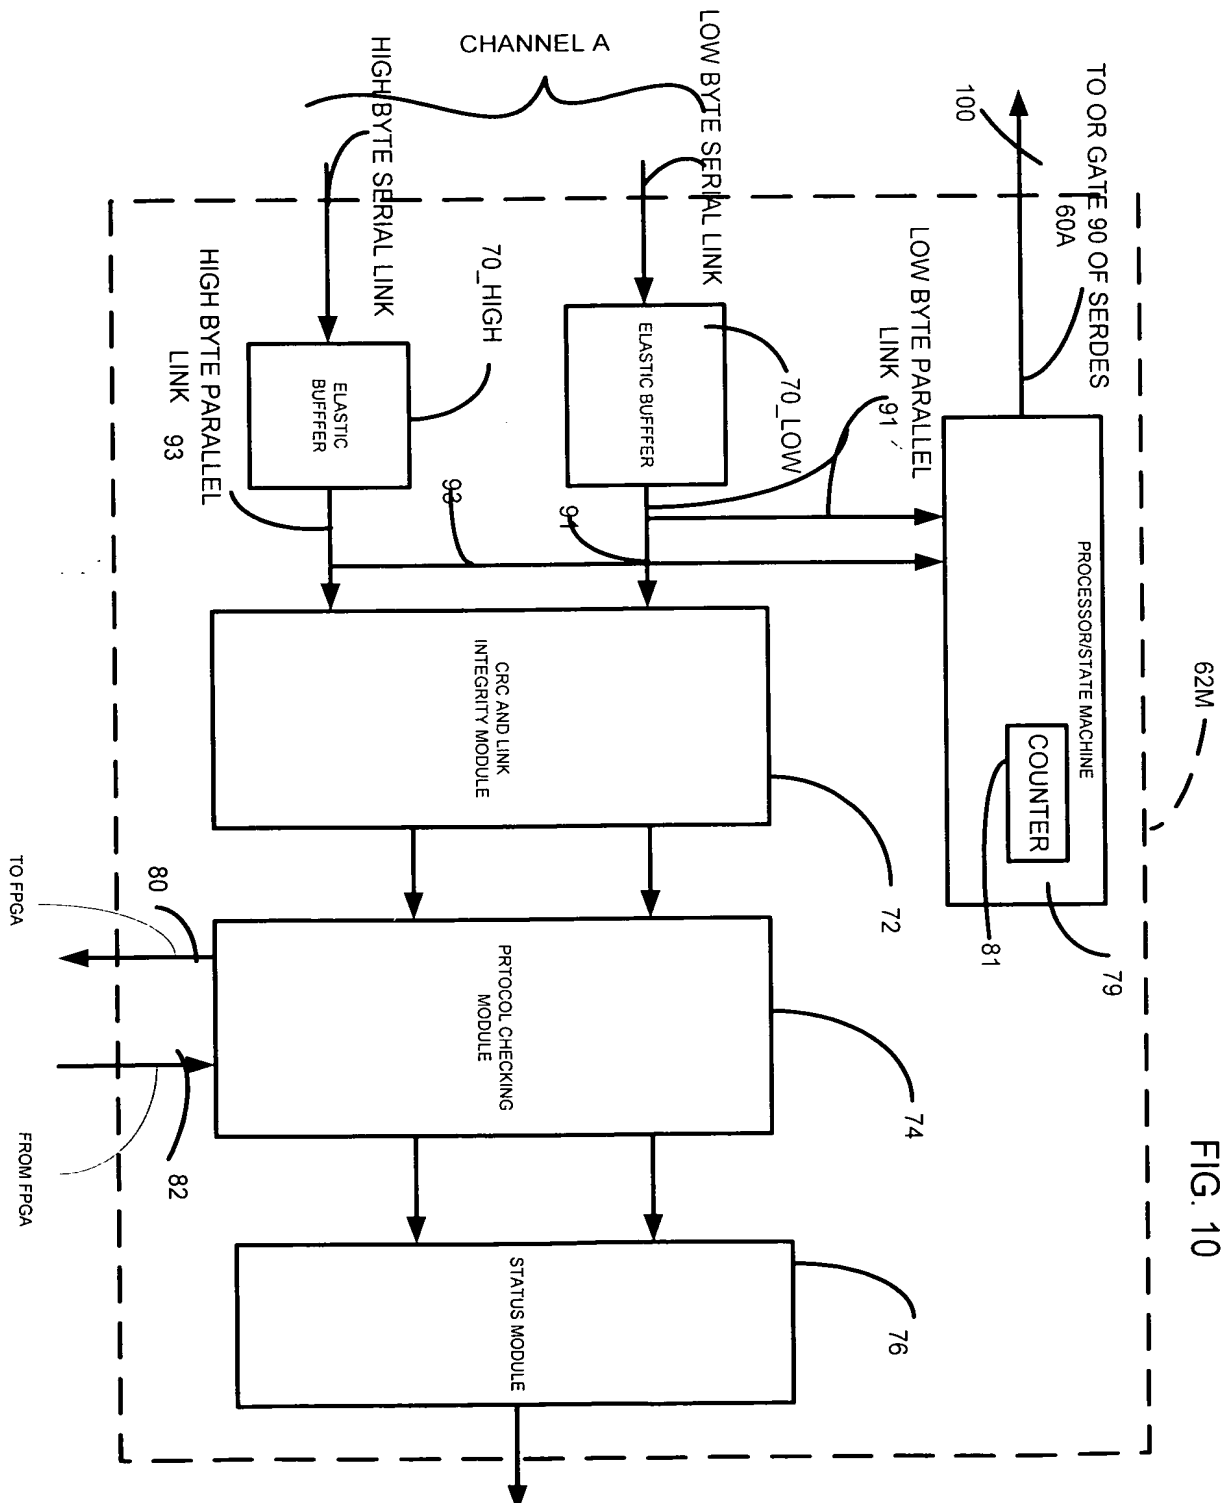 FIG. 10
62M
TO OR GATE 90 OF SERDES
60A
100
PROCESSOR/STATE MACHINE
COUNTER
81
79
LOW BYTE PARALLEL
LINK
91
CHANNEL A
LOW BYTE SERIAL LINK
HIGH BYTE SERIAL LINK
70_LOW
ELASTIC BUFFFER
70_HIGH
ELASTIC
BUFFFER
91
93
HIGH BYTE PARALLEL
LINK
93
CRC AND LINK
INTEGRITY MODULE
72
PRTOCOL CHECKING
MODULE
74
STATUS MODULE
76
80
TO FPGA
82
FROM FPGA